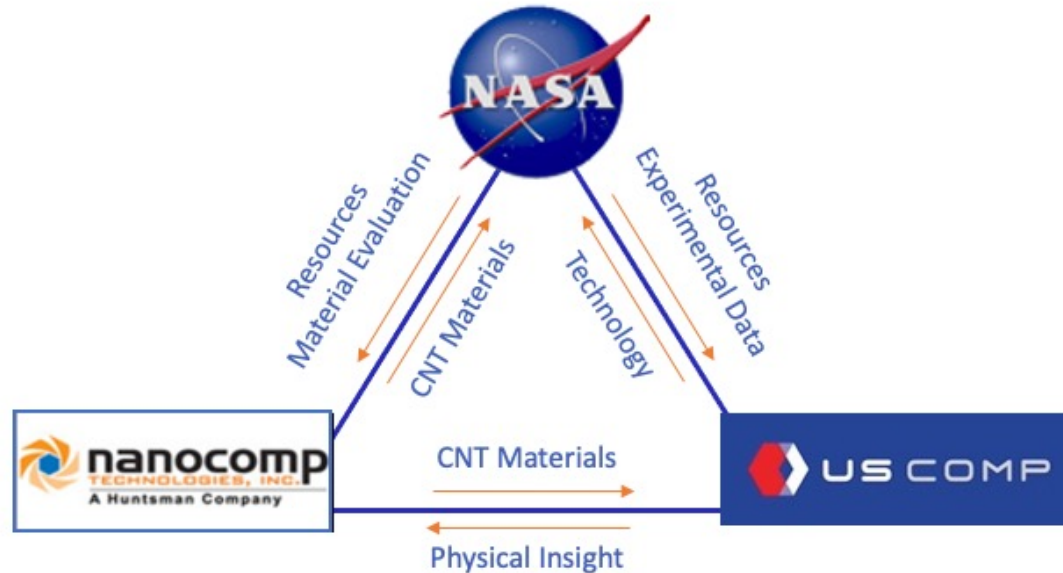 NASA
Resources
Material Evaluation
CNT Materials
Resources
Experimental Data
Technology
nanocomp
TECHNOLOGIES, INC.
A Huntsman Company
CNT Materials
US COMP
Physical Insight